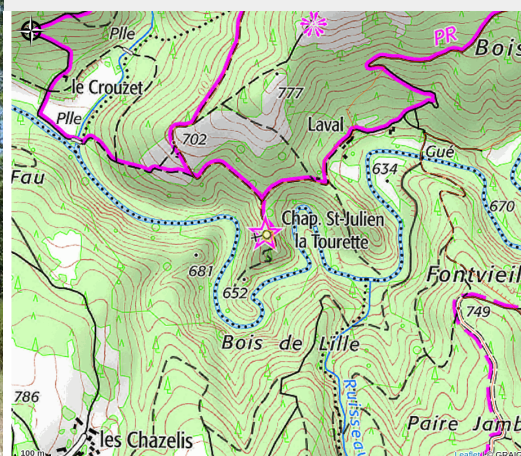 Plle
PR
Bois
le Crouzet
777
Plle
Laval
702
Gué
634
Fau
670
Chap. St-Julien
la Tourette
681
Fontvieil
652
749
Bois de Lille
786
Ruisseau
Paire Jamb
les Chazelis
100 m
Leaflet